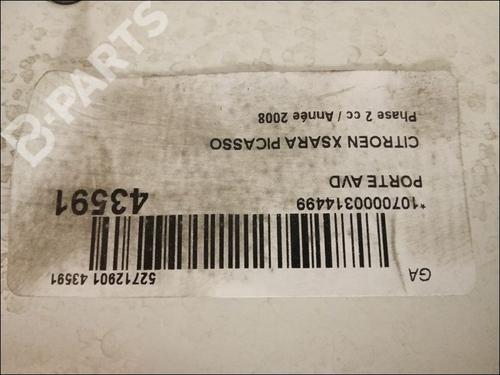 GA
52712901 43591
*1070000314499
43591
PORTE AVD
CITROEN XSARA PICASSO
Phase 2 cc / Année 2008
B-PARTS